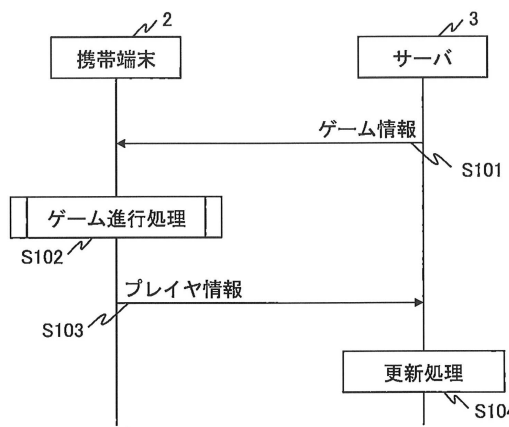 2
3
携帯端末
サーバ
ゲーム情報
S101
ゲーム進行処理
S102
プレイヤ情報
S103
更新処理
S104